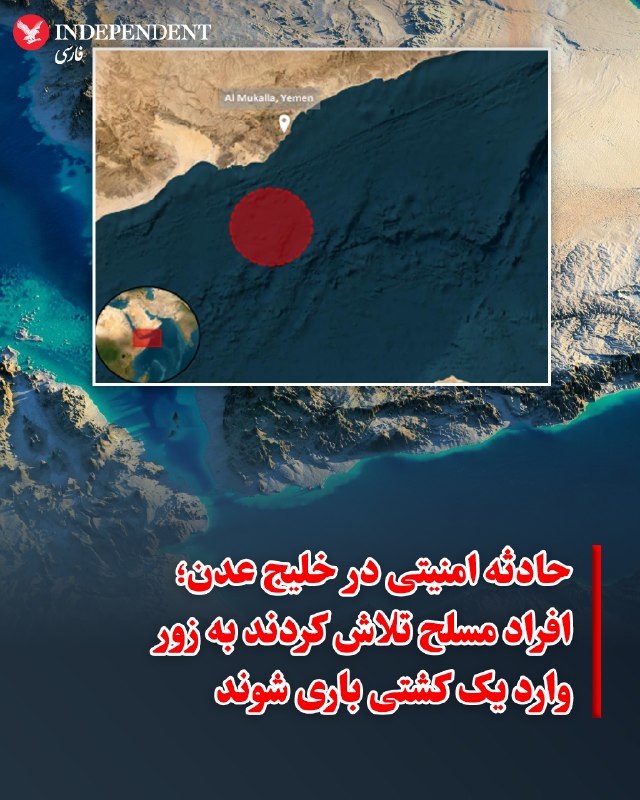 INDEPENDENT
فارسی
Al Mukalla, Yemen
حادثه امنیتی در خلیج عدن؛
افراد مسلح تلاش کردند به زور
وارد یک کشتی باری شوند